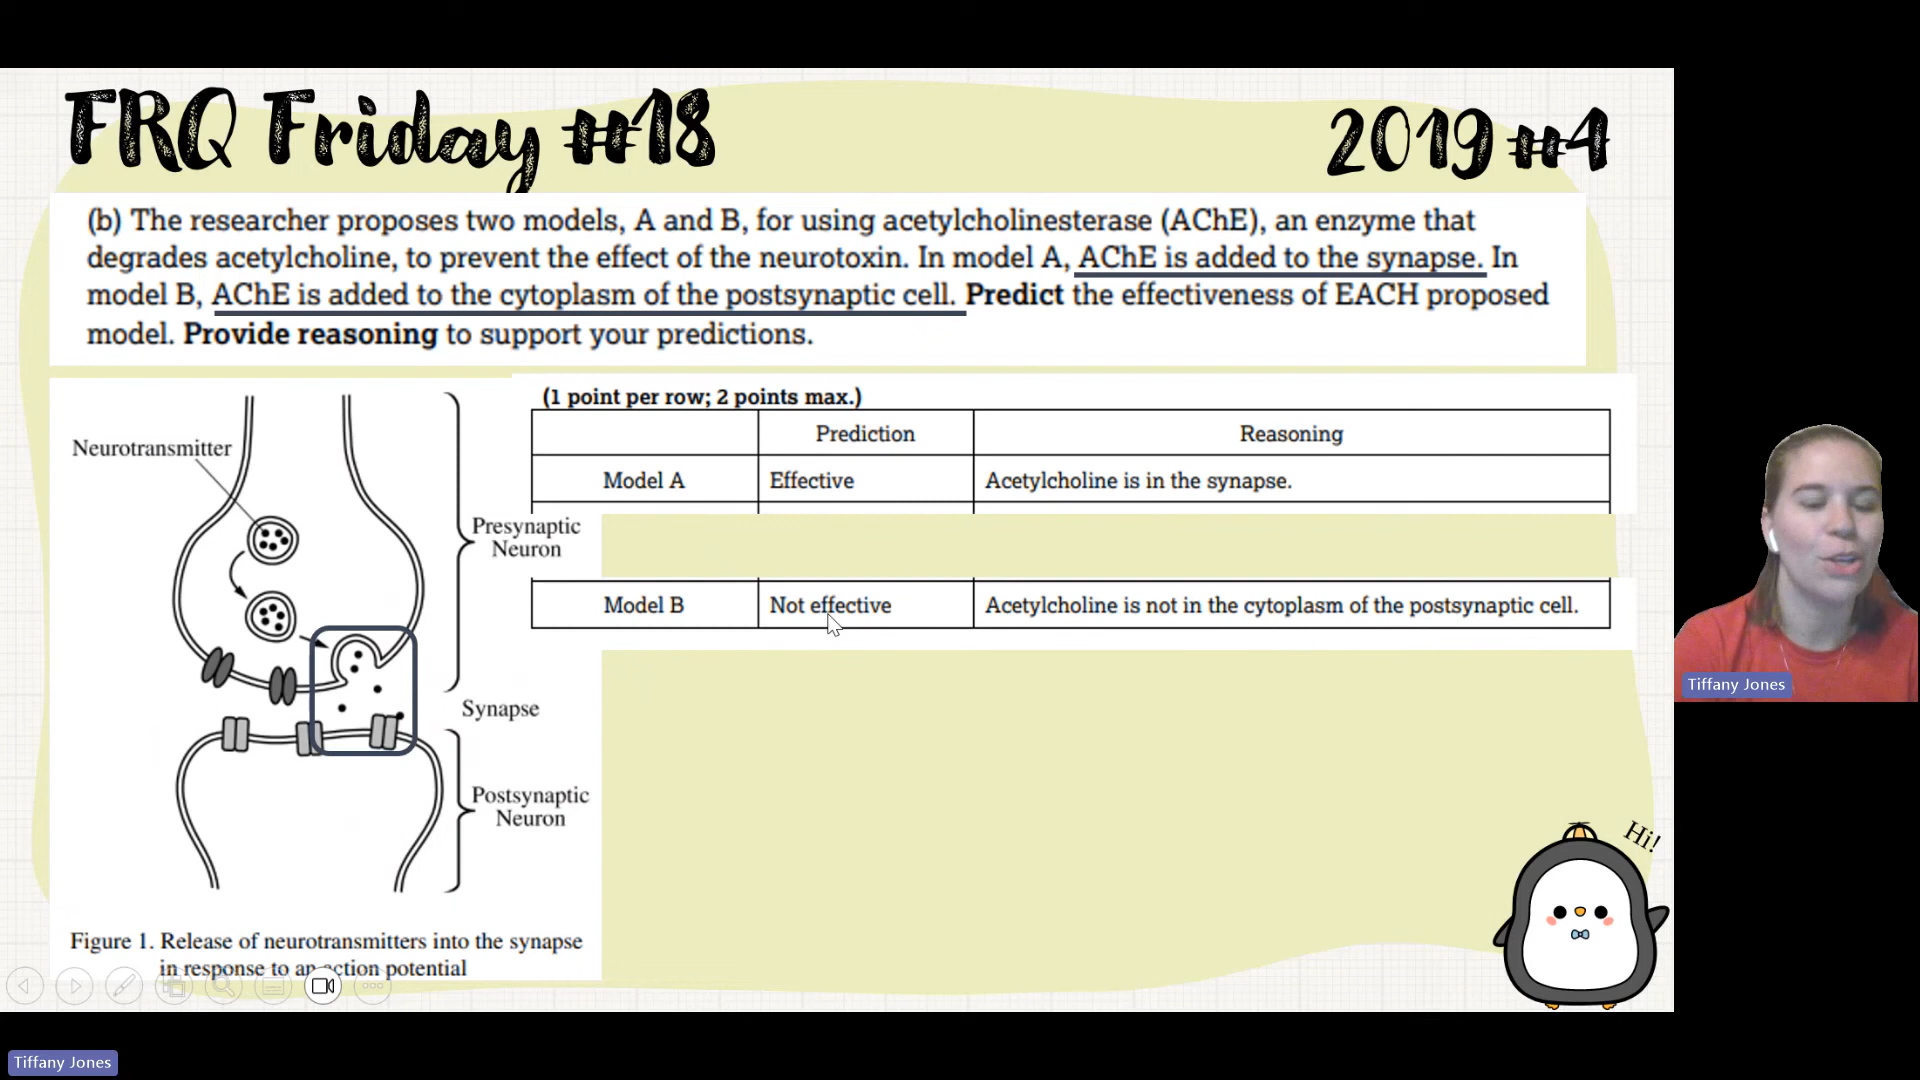 FRQ Friday #18
2019 #4
(b) The researcher proposes two models, A and B, for using acetylcholinesterase (AChE), an enzyme that
degrades acetylcholine, to prevent the effect of the neurotoxin. In model A, AChE is added to the synapse. In
model B, AChE is added to the cytoplasm of the postsynaptic cell. Predict the effectiveness of EACH proposed
model. Provide reasoning to support your predictions.
Neurotransmitter
Presynaptic
Neuron
Synapse
Postsynaptic
Neuron
Figure 1. Release of neurotransmitters into the synapse
in response to an action potential
(1 point per row; 2 points max.)
Prediction Reasoning
Model A Effective Acetylcholine is in the synapse.
Model B Not effective Acetylcholine is not in the cytoplasm of the postsynaptic cell.
Hi!
Tiffany Jones
Tiffany Jones